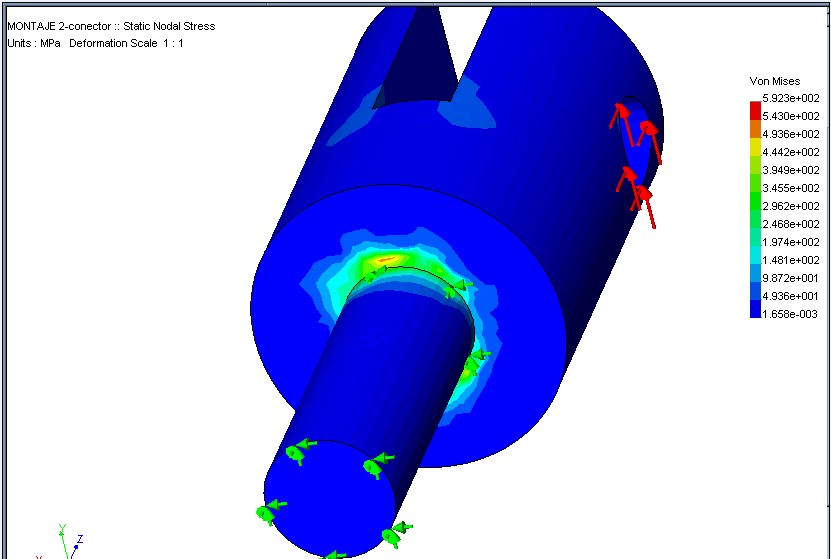 MONTAJE 2-conector :: Static Nodal Stress
Units : MPa   Deformation Scale  1 : 1
Von Mises
5.923e+002
5.430e+002
4.936e+002
4.442e+002
3.949e+002
3.455e+002
2.962e+002
2.468e+002
1.974e+002
1.481e+002
9.872e+001
4.936e+001
1.658e-003
Y
Z